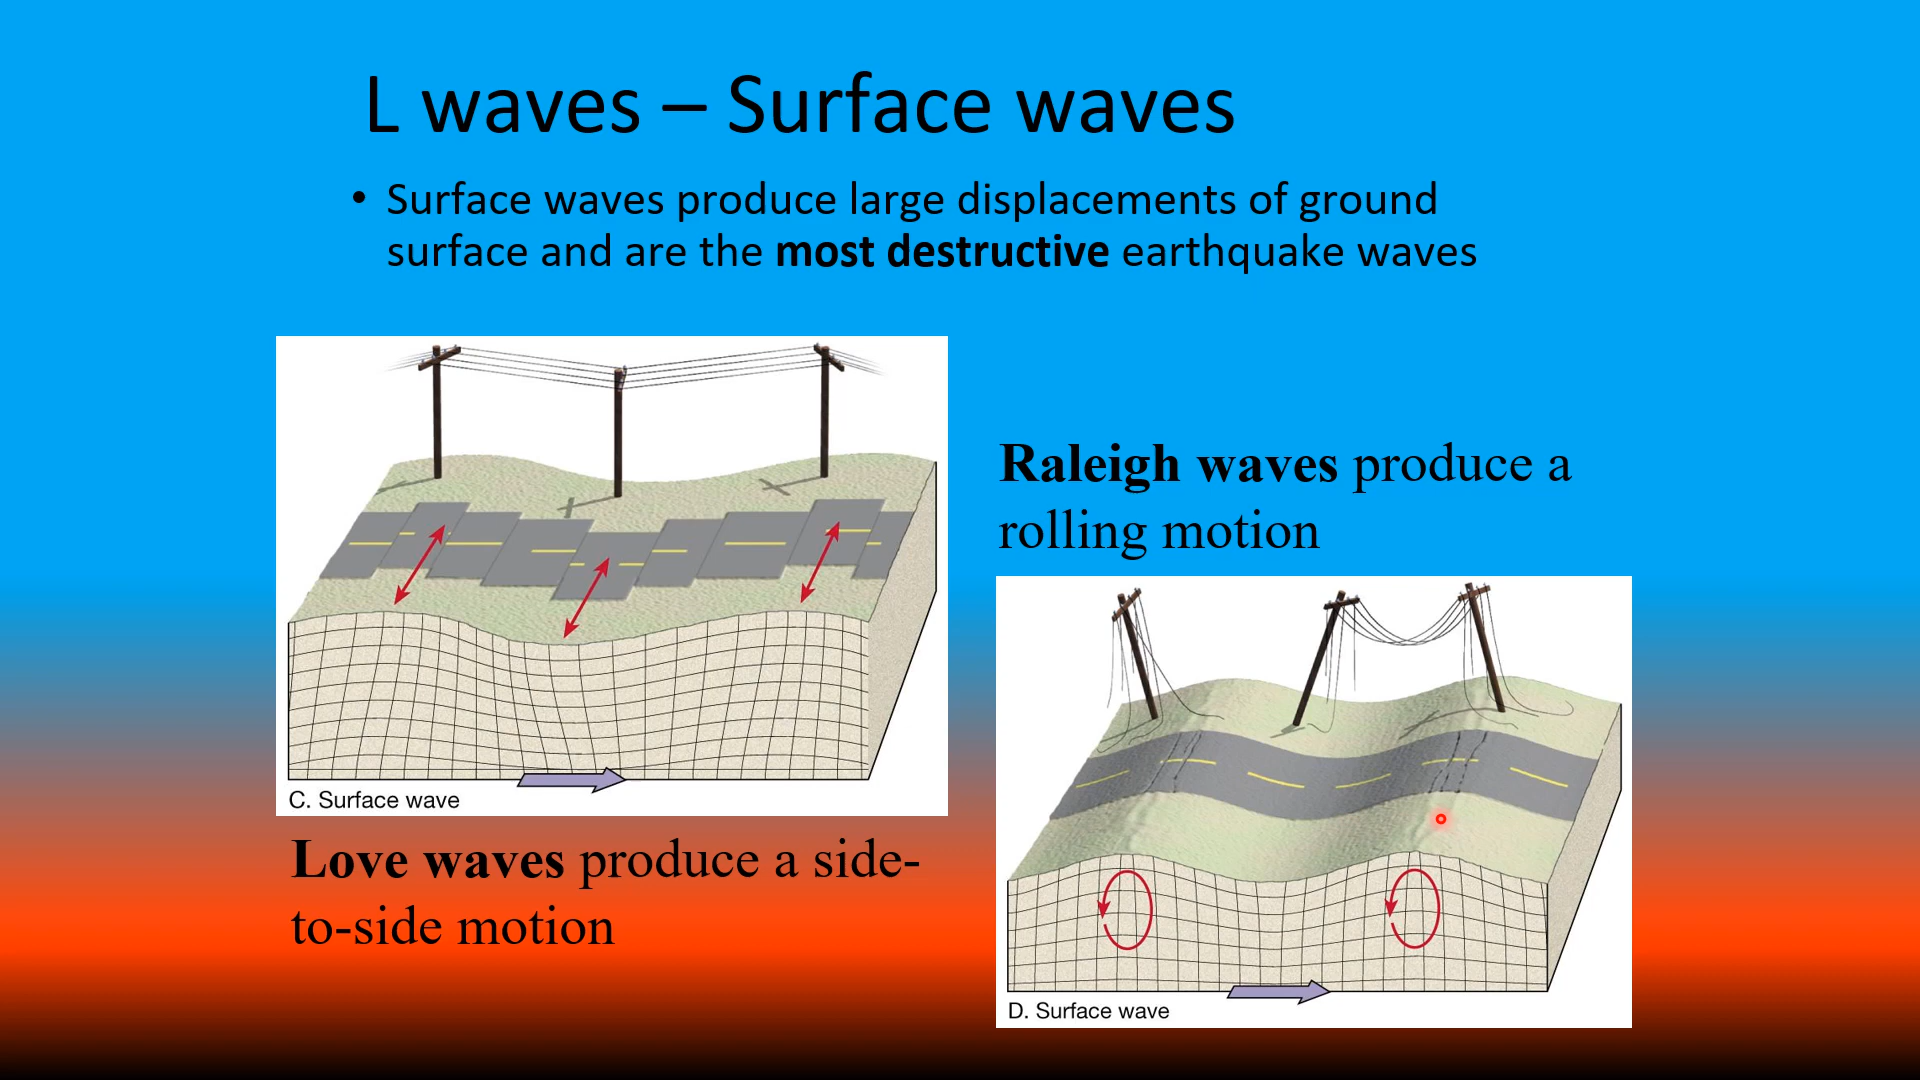 L waves – Surface waves
• Surface waves produce large displacements of ground
surface and are the most destructive earthquake waves
C. Surface wave
Love waves produce a side-
to-side motion
Raleigh waves produce a
rolling motion
D. Surface wave